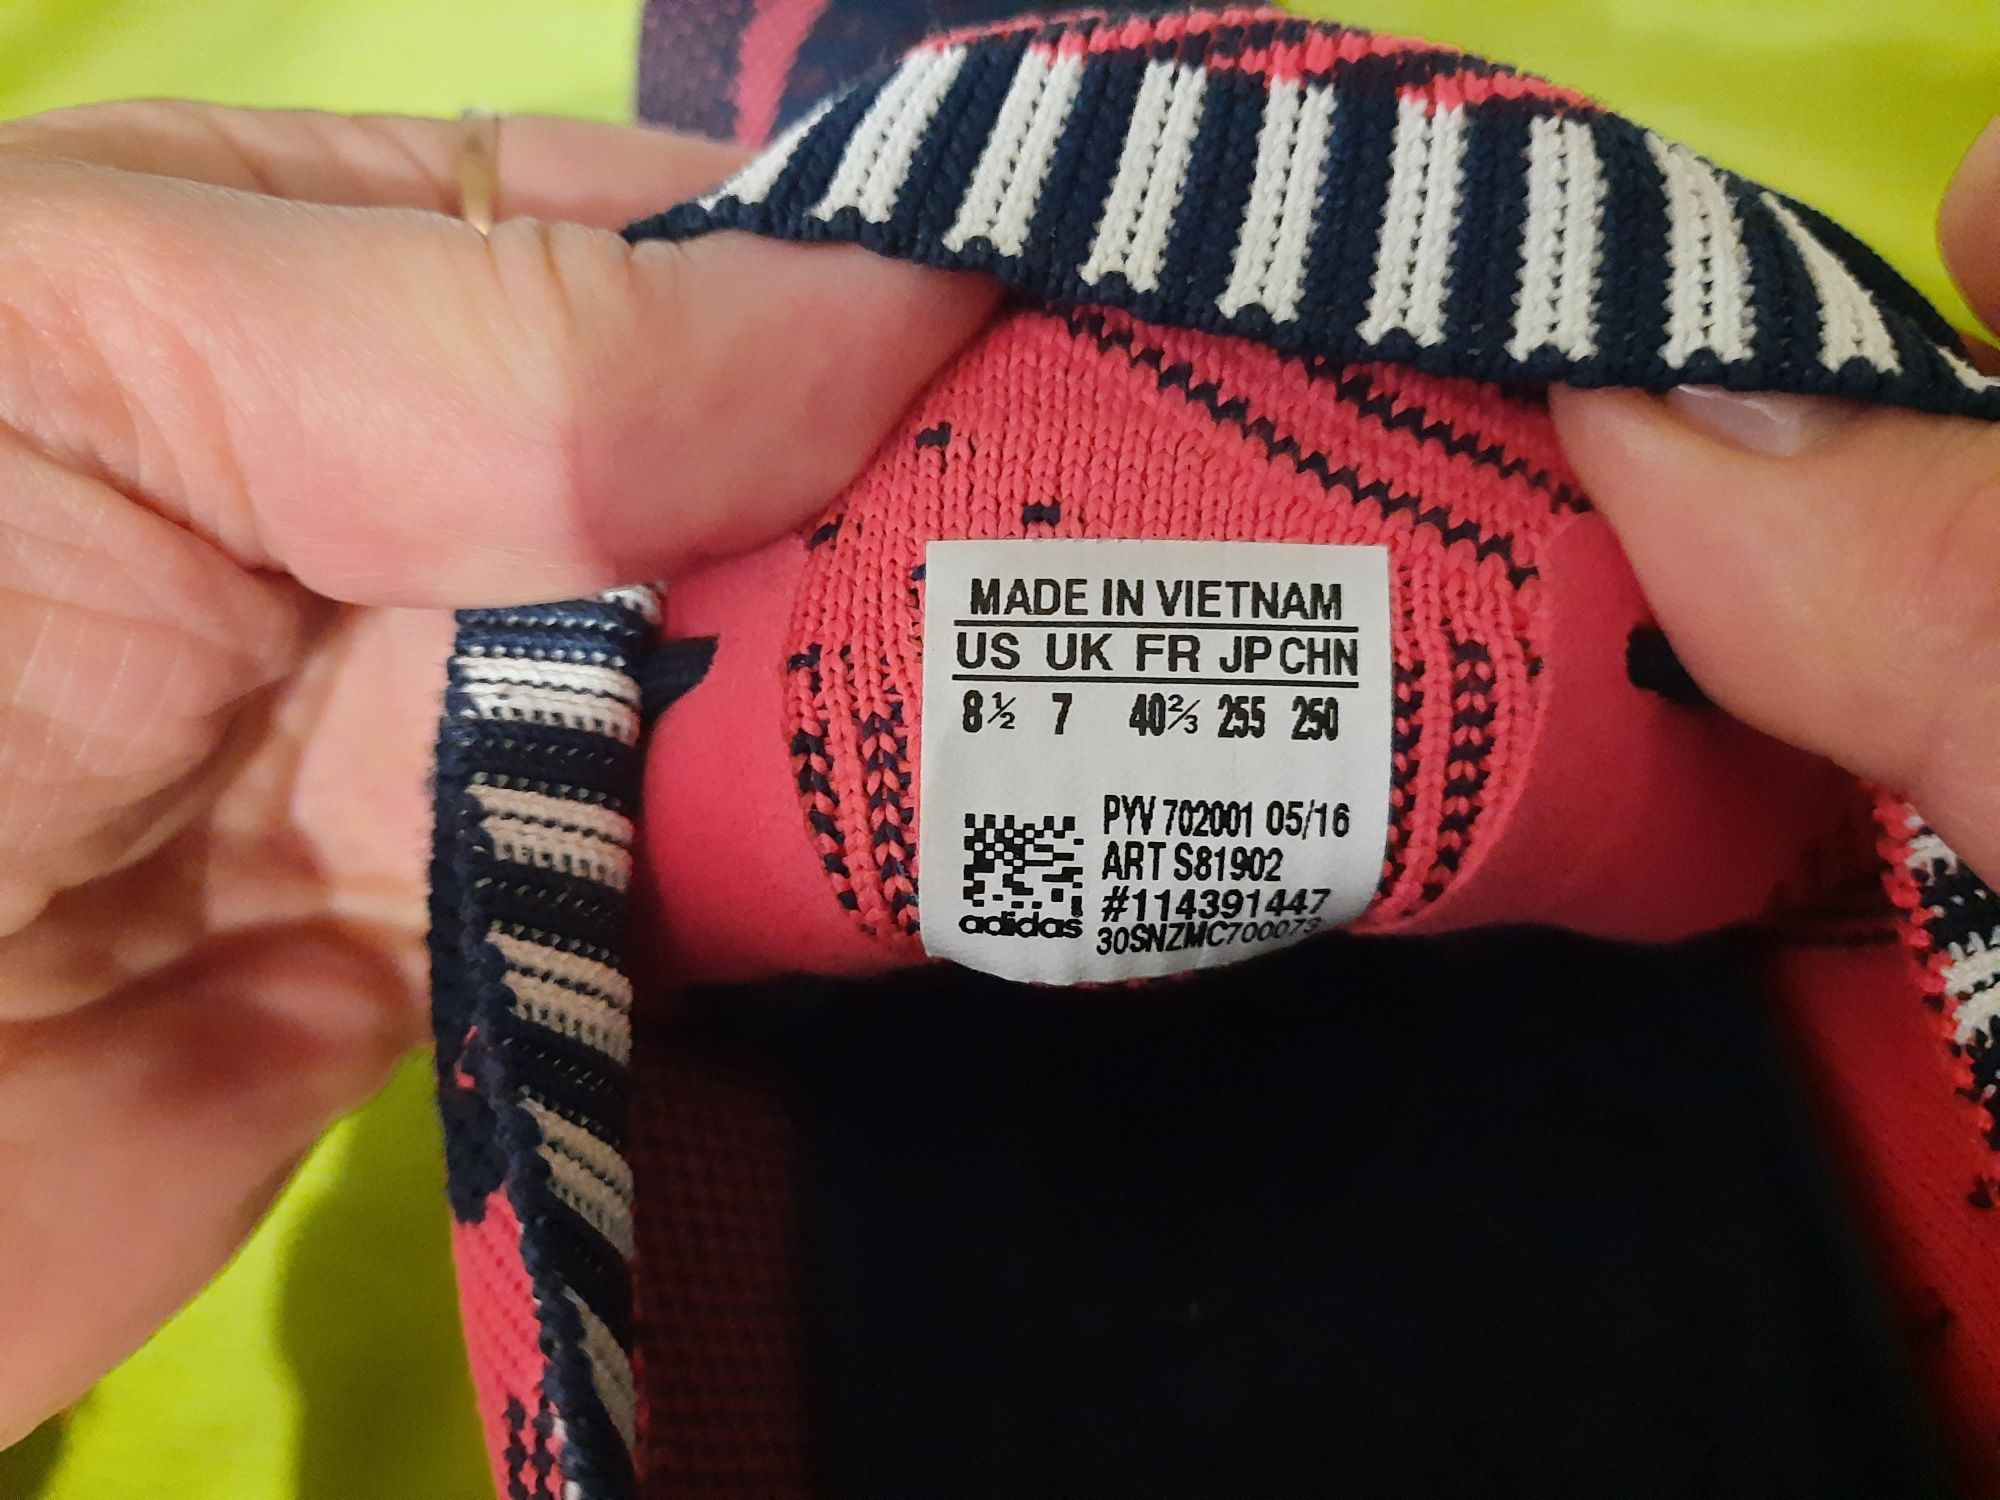 MADE IN VIETNAM
US UK FR JP CHN
8½ 7 40⅔ 255 250
PYV 702001 05/16
ART S81902
#114391447
adidas 30SNZMC700073